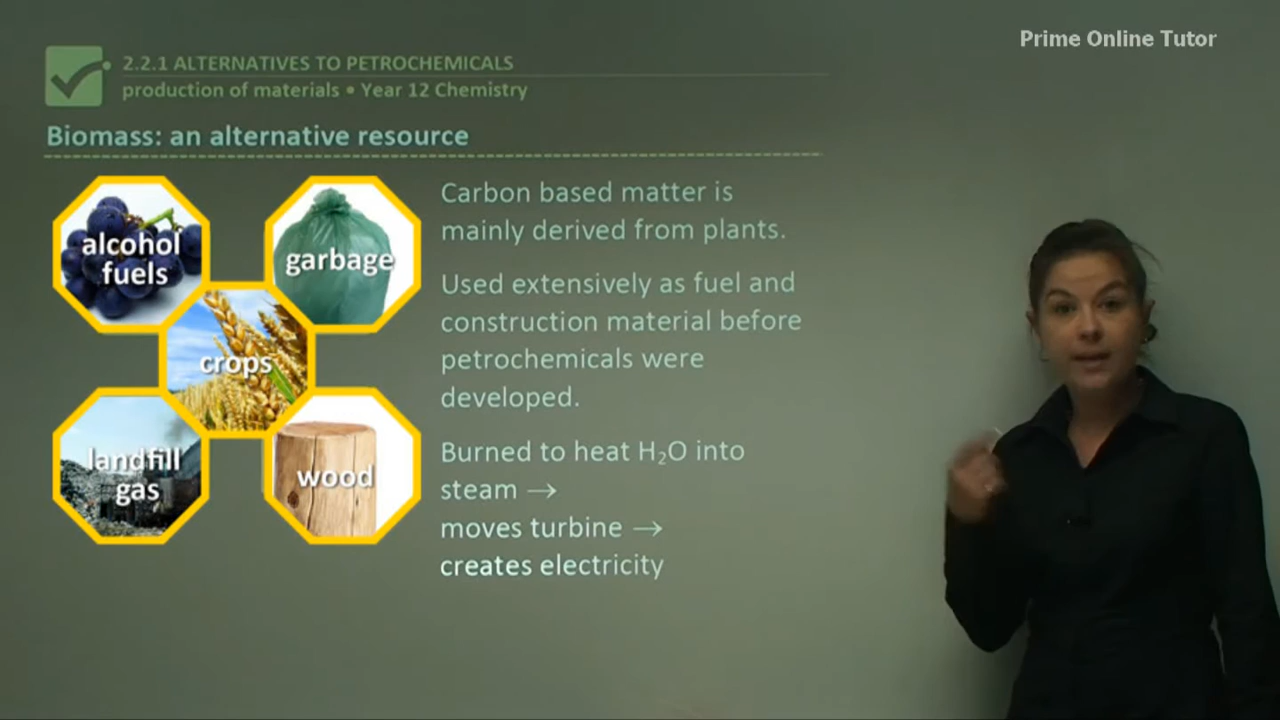 Prime Online Tutor
2.2.1 ALTERNATIVES TO PETROCHEMICALS
production of materials • Year 12 Chemistry
Biomass: an alternative resource
alcohol
fuels
garbage
crops
landfill
gas
wood
Carbon based matter is
mainly derived from plants.
Used extensively as fuel and
construction material before
petrochemicals were
developed.
Burned to heat H₂O into
steam →
moves turbine →
creates electricity